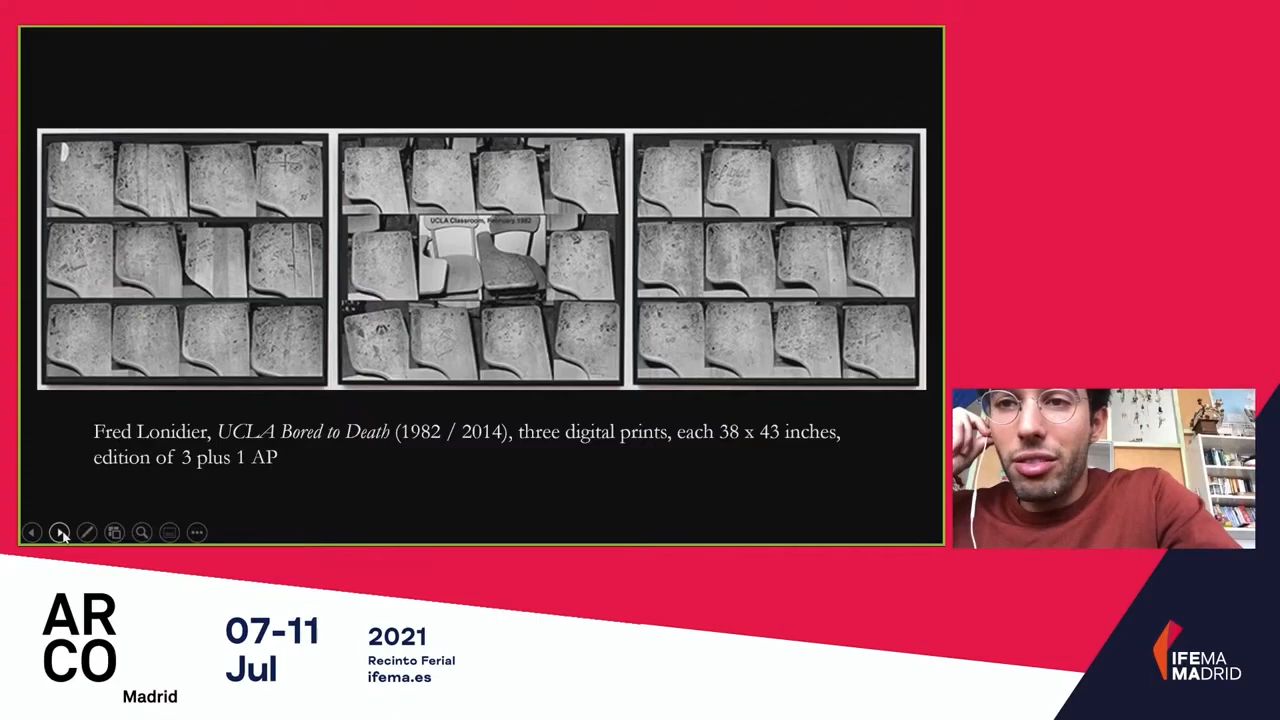 UCLA Classroom, February 1982
Fred Lonidier, UCLA Bored to Death (1982 / 2014), three digital prints, each 38 x 43 inches,
edition of 3 plus 1 AP
AR
CO
Madrid
07-11
Jul
2021
Recinto Ferial
ifema.es
IFEMA
MADRID